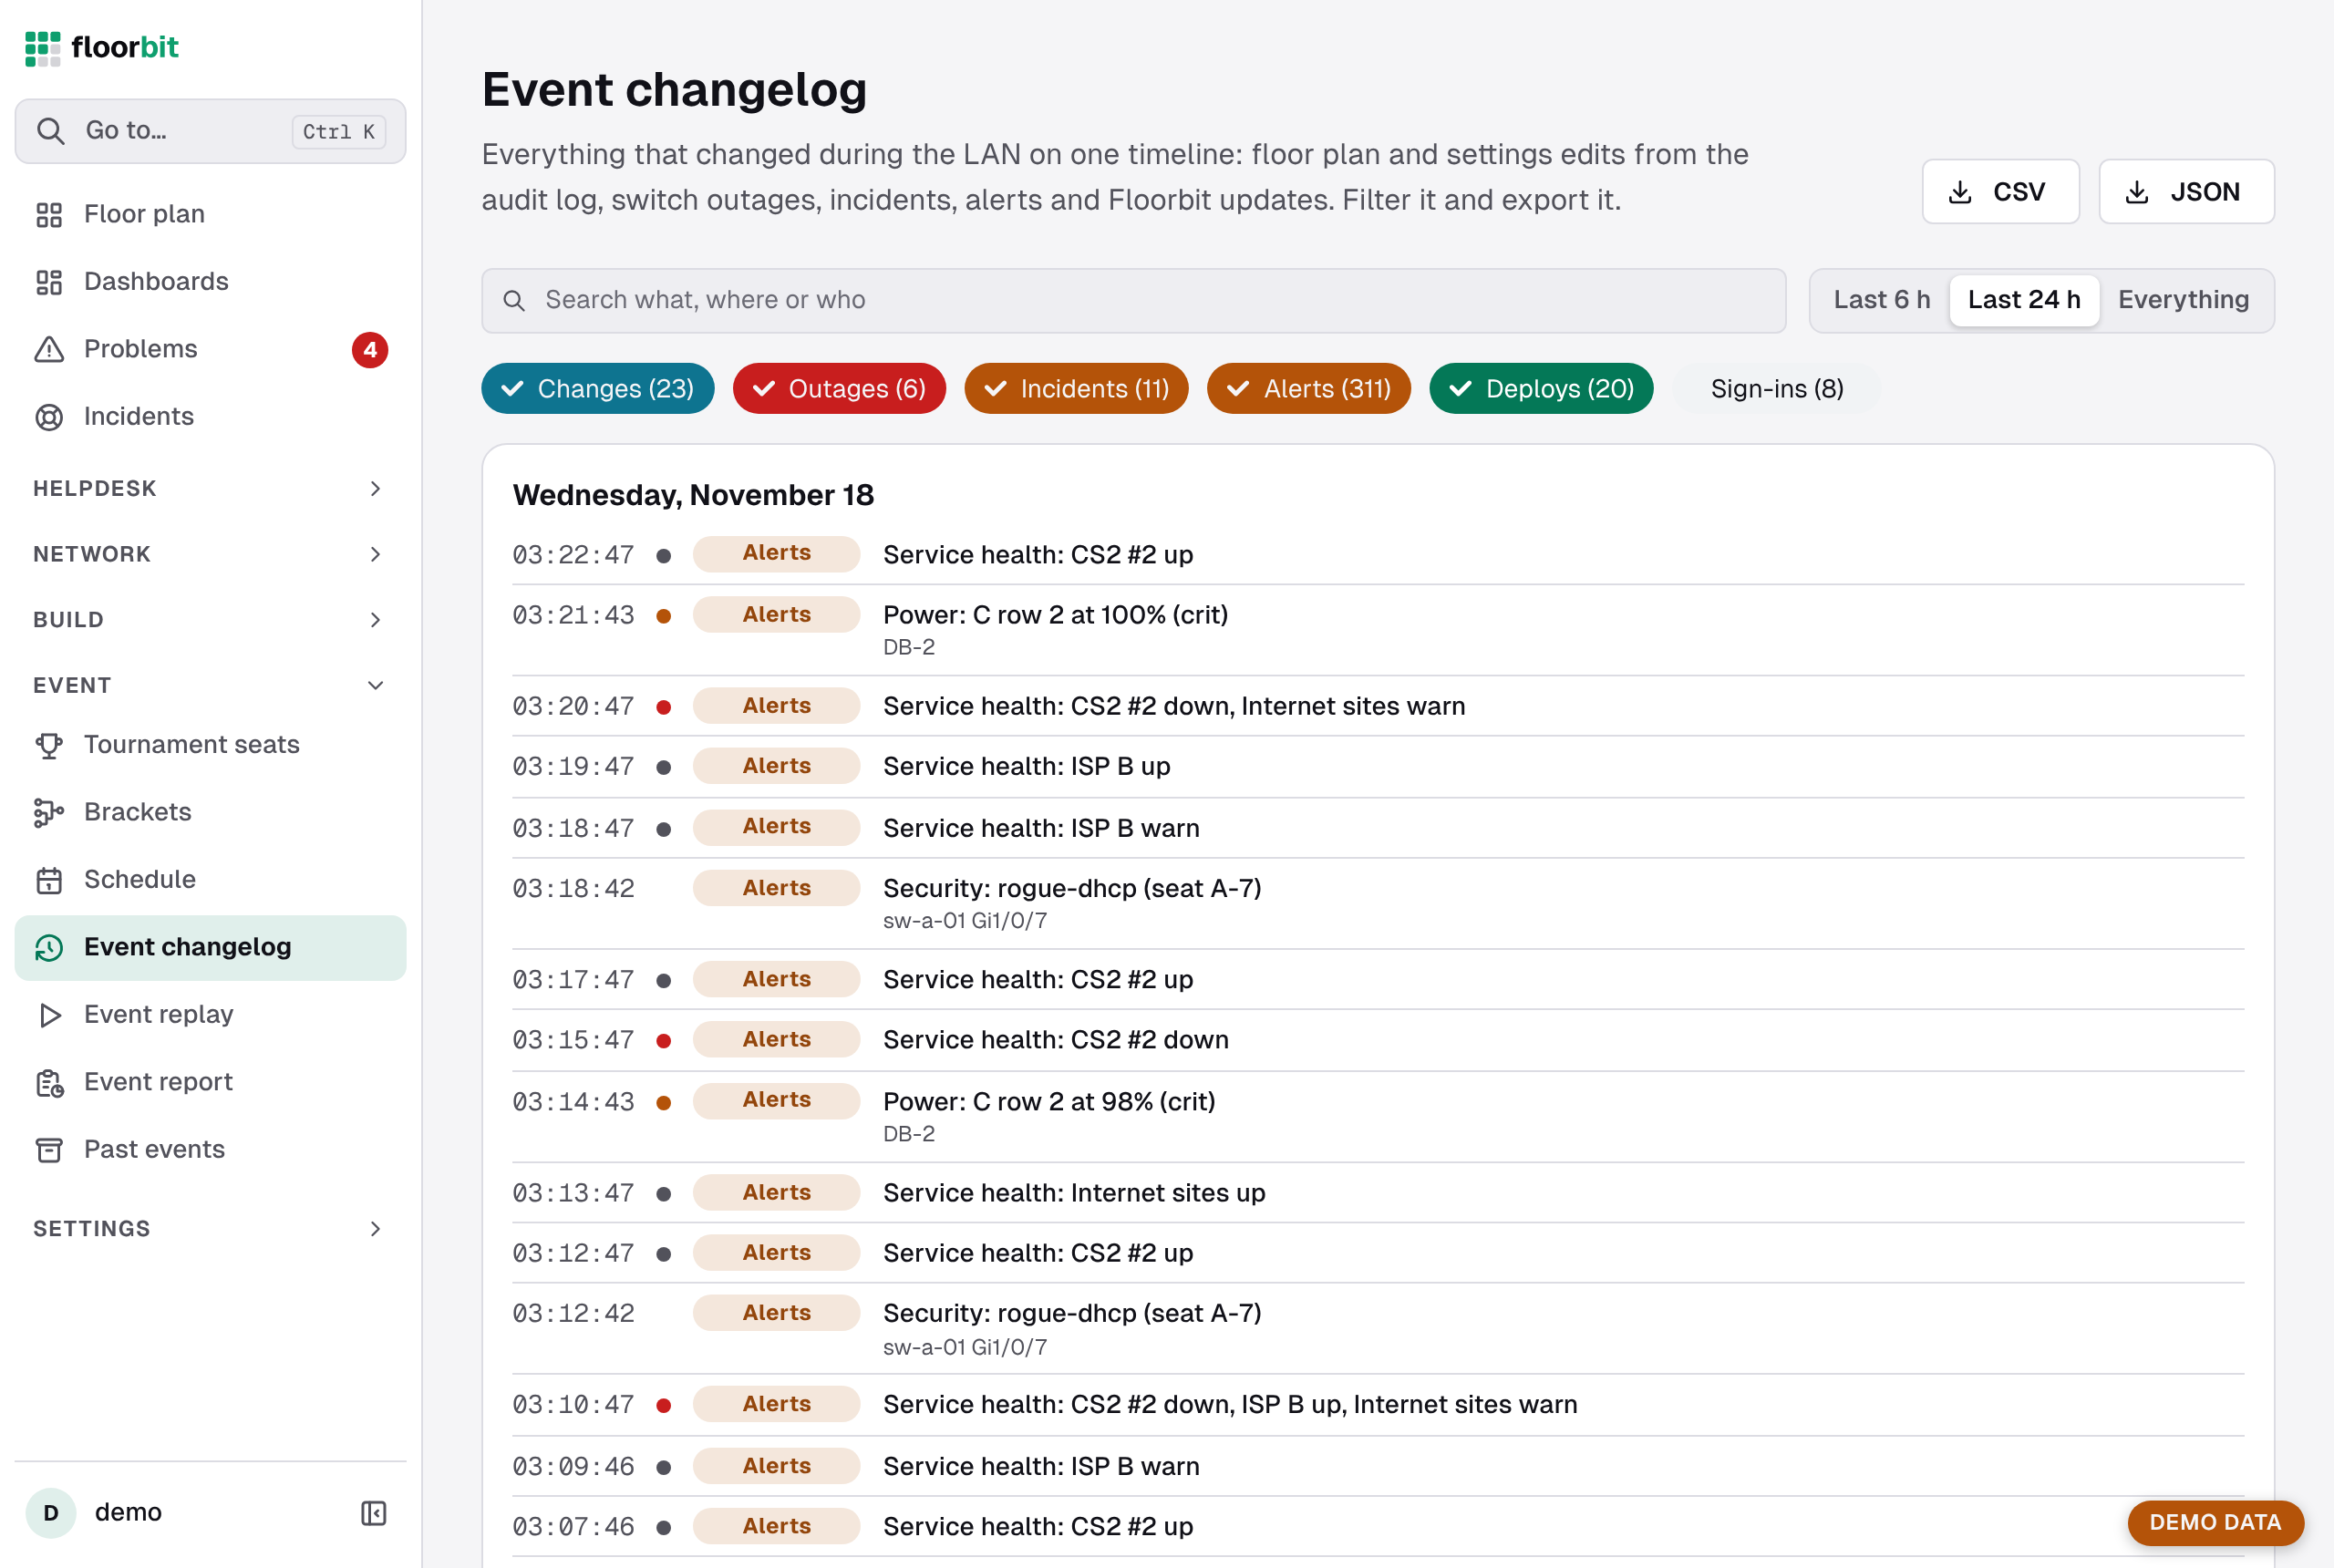 floorbit
Go to...
Ctrl K
Floor plan
Dashboards
Problems
4
Incidents
HELPDESK
NETWORK
BUILD
EVENT
Tournament seats
Brackets
Schedule
Event changelog
Event replay
Event report
Past events
SETTINGS
D
demo
Event changelog
Everything that changed during the LAN on one timeline: floor plan and settings edits from the
audit log, switch outages, incidents, alerts and Floorbit updates. Filter it and export it.
CSV
JSON
Search what, where or who
Last 6 h
Last 24 h
Everything
Changes (23)
Outages (6)
Incidents (11)
Alerts (311)
Deploys (20)
Sign-ins (8)
Wednesday, November 18
03:22:47 Alerts Service health: CS2 #2 up
03:21:43 Alerts Power: C row 2 at 100% (crit)
DB-2
03:20:47 Alerts Service health: CS2 #2 down, Internet sites warn
03:19:47 Alerts Service health: ISP B up
03:18:47 Alerts Service health: ISP B warn
03:18:42 Alerts Security: rogue-dhcp (seat A-7)
sw-a-01 Gi1/0/7
03:17:47 Alerts Service health: CS2 #2 up
03:15:47 Alerts Service health: CS2 #2 down
03:14:43 Alerts Power: C row 2 at 98% (crit)
DB-2
03:13:47 Alerts Service health: Internet sites up
03:12:47 Alerts Service health: CS2 #2 up
03:12:42 Alerts Security: rogue-dhcp (seat A-7)
sw-a-01 Gi1/0/7
03:10:47 Alerts Service health: CS2 #2 down, ISP B up, Internet sites warn
03:09:46 Alerts Service health: ISP B warn
03:07:46 Alerts Service health: CS2 #2 up
DEMO DATA